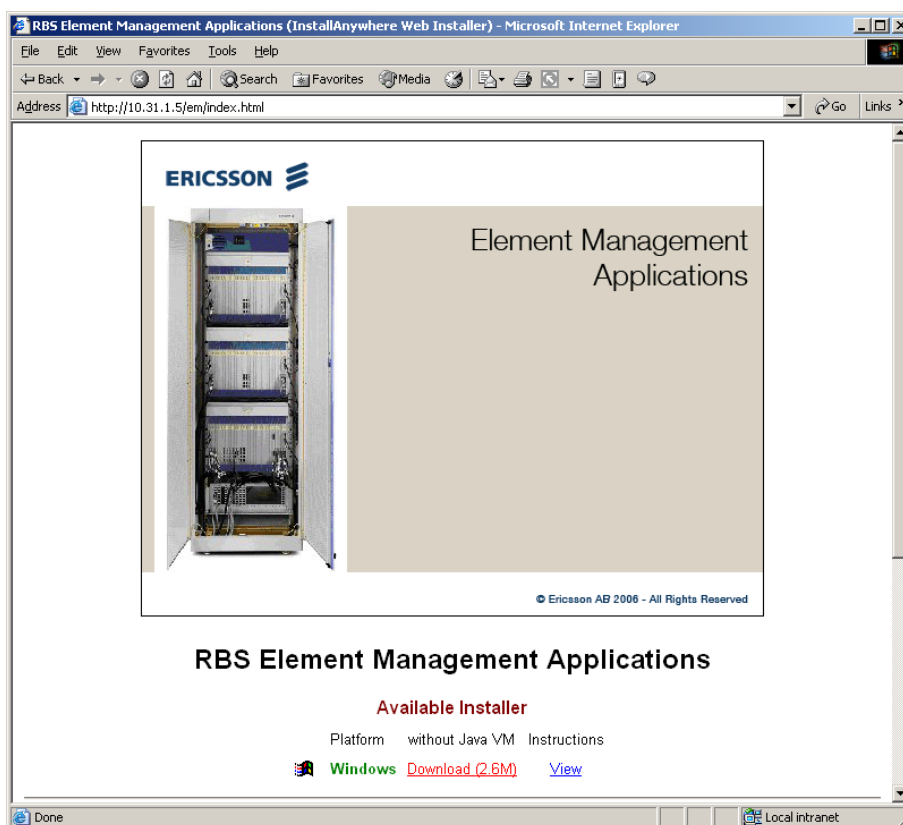 RBS Element Management Applications (InstallAnywhere Web Installer) - Microsoft Internet Explorer
File Edit View Favorites Tools Help
Back Search Favorites Media
Address http://10.31.1.5/em/index.html Go Links »
ERICSSON
Element Management
Applications
© Ericsson AB 2006 - All Rights Reserved
RBS Element Management Applications
Available Installer
Platform without Java VM Instructions
Windows Download (2.6M) View
Done Local intranet